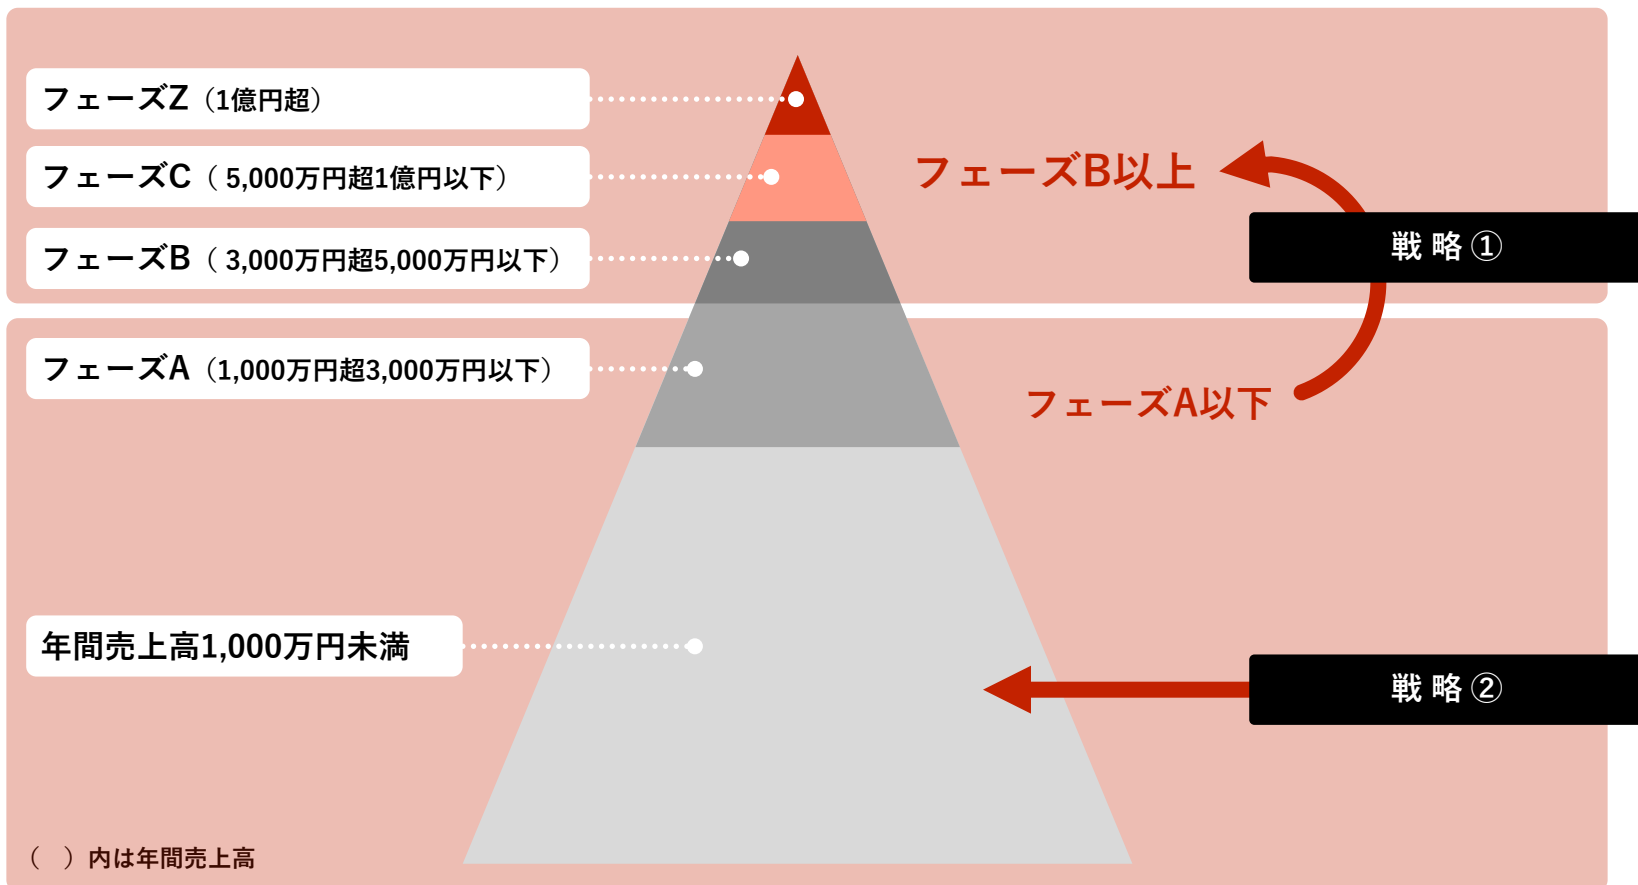 フェーズZ（1億円超）
フェーズC（ 5,000万円超1億円以下）
フェーズB以上
フェーズB（ 3,000万円超5,000万円以下）
戦 略 ①
フェーズA（1,000万円超3,000万円以下）
フェーズA以下
年間売上高1,000万円未満
戦 略 ②
（　）内は年間売上高